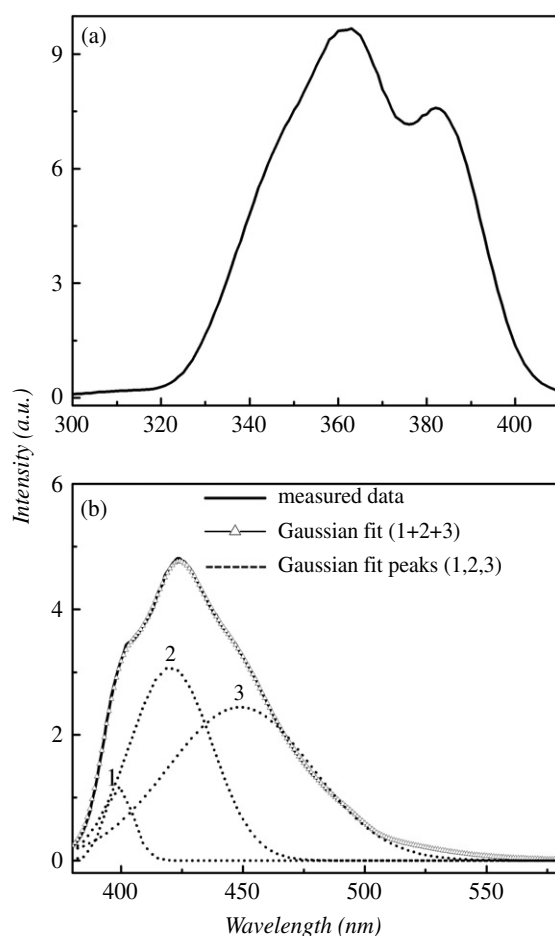 (a)
9
6
3
0
300 320 340 360 380 400
Intensity (a.u.)
(b)
measured data
Gaussian fit (1+2+3)
Gaussian fit peaks (1,2,3)
6
4
2
0
1
2
3
400 450 500 550
Wavelength (nm)